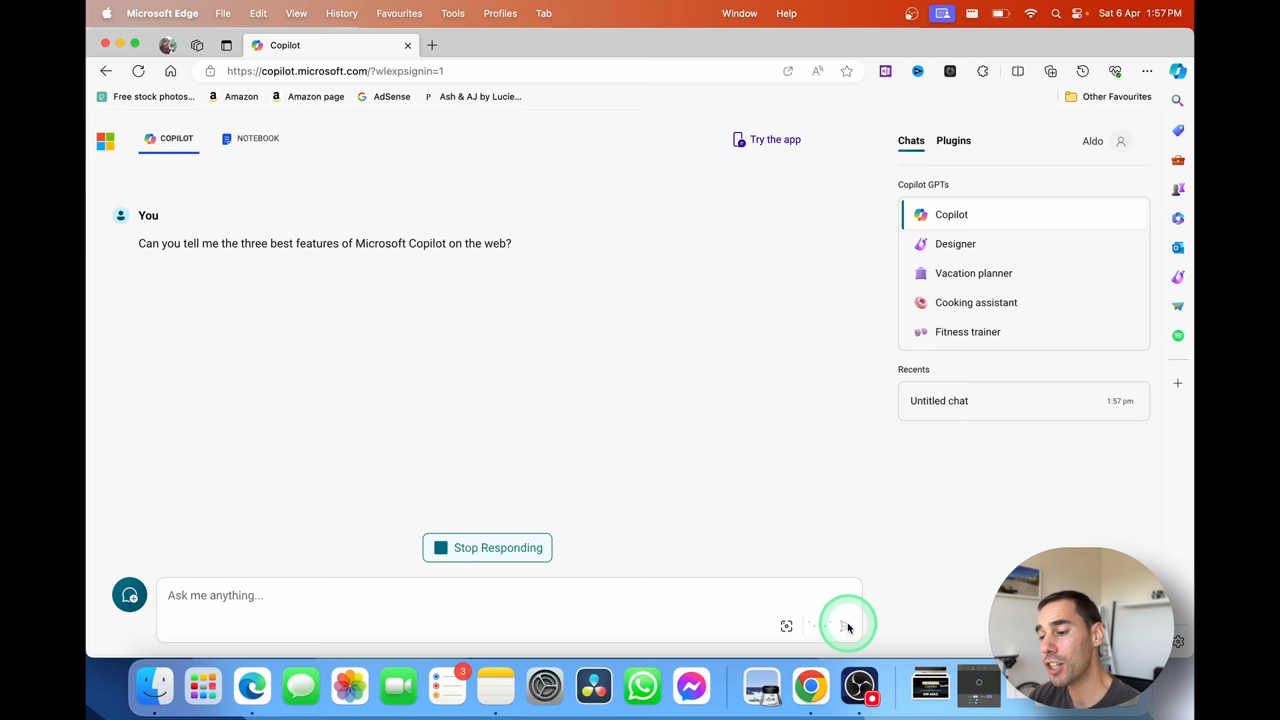 Microsoft Edge File Edit View History Favourites Tools Profiles Tab Window Help Sat 6 Apr 1:57 PM
Copilot
https://copilot.microsoft.com/?wlexpsignin=1
Free stock photos... Amazon Amazon page AdSense Ash & AJ by Lucie... Other Favourites
COPILOT NOTEBOOK Try the app Chats Plugins Aldo
Copilot GPTs
Copilot
Designer
Vacation planner
Cooking assistant
Fitness trainer
Recents
Untitled chat 1:57 pm
You
Can you tell me the three best features of Microsoft Copilot on the web?
Stop Responding
Ask me anything...
3